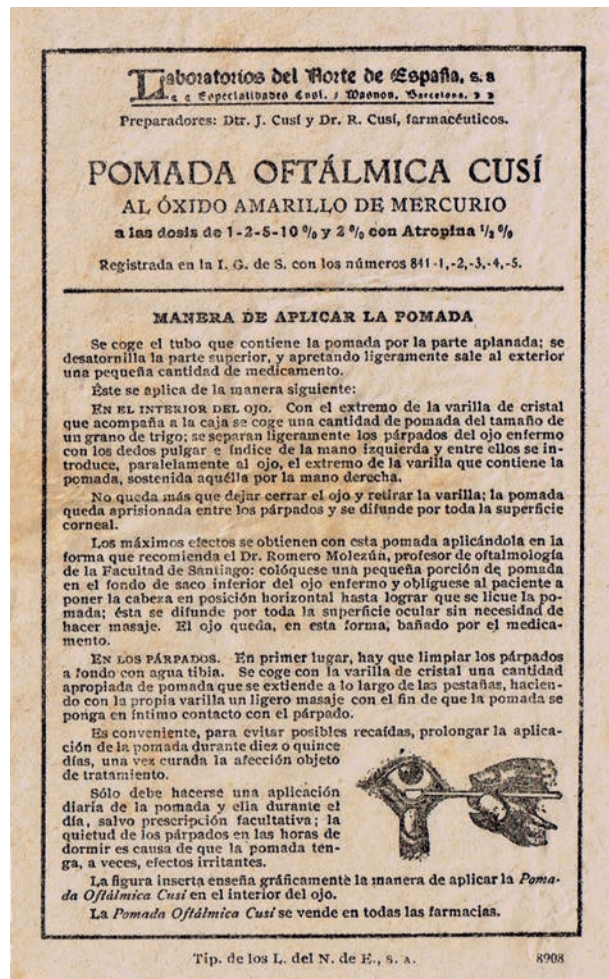 Laboratorios del Norte de España, s. a
Especialidades Cusí. Masnou. Barcelona.
Preparadores: Dtr. J. Cusí y Dr. R. Cusí, farmacéuticos.
POMADA OFTÁLMICA CUSÍ
AL ÓXIDO AMARILLO DE MERCURIO
a las dosis de 1-2-5-10 % y 2 % con Atropina ½ %
Registrada en la I. G. de S. con los números 841-1,-2,-3,-4,-5.
MANERA DE APLICAR LA POMADA
Se coge el tubo que contiene la pomada por la parte aplanada; se
desatornilla la parte superior, y apretando ligeramente sale al exterior
una pequeña cantidad de medicamento.
Éste se aplica de la manera siguiente:
EN EL INTERIOR DEL OJO. Con el extremo de la varilla de cristal
que acompaña a la caja se coge una cantidad de pomada del tamaño de
un grano de trigo; se separan ligeramente los párpados del ojo enfermo
con los dedos pulgar e índice de la mano izquierda y entre ellos se in-
troduce, paralelamente al ojo, el extremo de la varilla que contiene la
pomada, sostenida aquélla por la mano derecha.
No queda más que dejar cerrar el ojo y retirar la varilla; la pomada
queda aprisionada entre los párpados y se difunde por toda la superficie
corneal.
Los máximos efectos se obtienen con esta pomada aplicándola en la
forma que recomienda el Dr. Romero Molezún, profesor de oftalmología
de la Facultad de Santiago: colóquese una pequeña porción de pomada
en el fondo de saco inferior del ojo enfermo y oblíguese al paciente a
poner la cabeza en posición horizontal hasta lograr que se licue la po-
mada; ésta se difunde por toda la superficie ocular sin necesidad de
hacer masaje. El ojo queda, en esta forma, bañado por el medica-
mento.
EN LOS PÁRPADOS. En primer lugar, hay que limpiar los párpados
a fondo con agua tibia. Se coge con la varilla de cristal una cantidad
apropiada de pomada que se extiende a lo largo de las pestañas, hacien-
do con la propia varilla un ligero masaje con el fin de que la pomada se
ponga en íntimo contacto con el párpado.
Es conveniente, para evitar posibles recaídas, prolongar la aplica-
ción de la pomada durante diez o quince
días, una vez curada la afección objeto
de tratamiento.
Sólo debe hacerse una aplicación
diaria de la pomada y ella durante el
día, salvo prescripción facultativa; la
quietud de los párpados en las horas de
dormir es causa de que la pomada ten-
ga, a veces, efectos irritantes.
La figura inserta enseña gráficamente la manera de aplicar la Poma-
da Oftálmica Cusí en el interior del ojo.
La Pomada Oftálmica Cusí se vende en todas las farmacias.
Tip. de los L. del N. de E., s. A.
8908